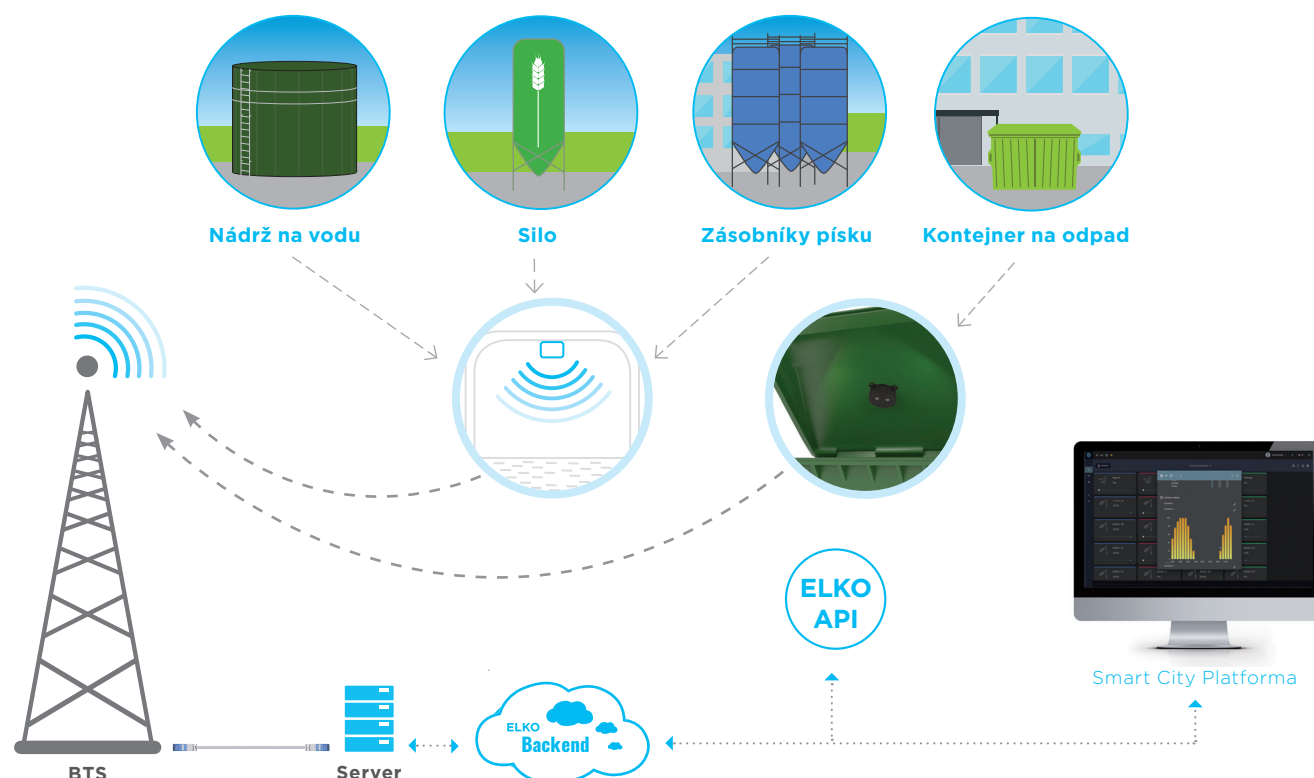 Nádrž na vodu
Silo
Zásobníky písku
Kontejner na odpad
ELKO
API
Smart City Platforma
ELKO
Backend
BTS
Server